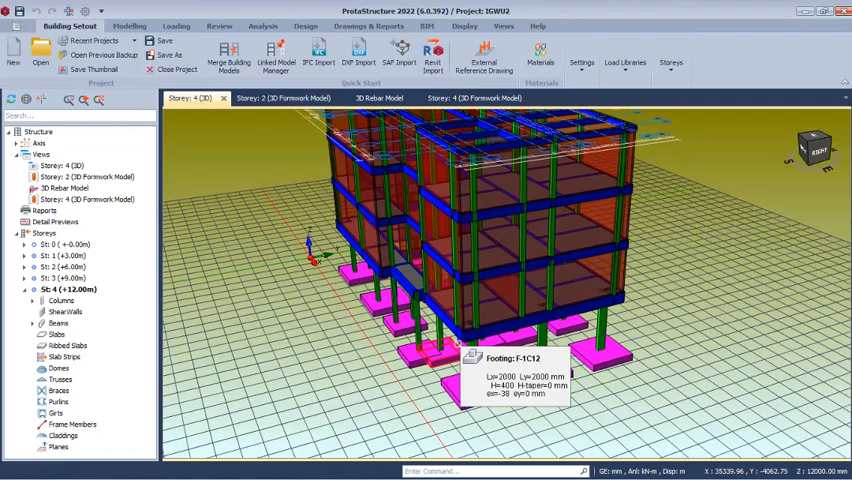 ProtaStructure 2022 (6.0.392) / Project: IGWU2
Building Setout Modelling Loading Review Analysis Design Drawings & Reports BIM Display Views Help
New Open Recent Projects Open Previous Backup Save Thumbnail Save Save As Close Project
Merge Building Models Linked Model Manager IFC Import DXF Import SAF Import Revit Import External Reference Drawing Materials Settings Load Libraries Storeys
Project Quick Start Materials
Storey: 4 (3D) Storey: 2 (3D Formwork Model) 3D Rebar Model Storey: 4 (3D Formwork Model)
Search...
Structure
Axis
Views
Storey: 4 (3D)
Storey: 2 (3D Formwork Model)
3D Rebar Model
Storey: 4 (3D Formwork Model)
Reports
Detail Previews
Storeys
St: 0 ( +-0.00m)
St: 1 (+3.00m)
St: 2 (+6.00m)
St: 3 (+9.00m)
St: 4 (+12.00m)
Columns
ShearWalls
Beams
Slabs
Ribbed Slabs
Slab Strips
Domes
Trusses
Braces
Purlins
Girts
Frame Members
Claddings
Planes
RIGHT
S
E
Footing: F-1C12
Lx=2000 Ly=2000 mm
H=400 H-taper=0 mm
ex=-38 ey=0 mm
Enter Command...
GE: mm, Anl: kN-m, Disp: m
X : 35339.96 , Y : -4062.75
Z : 12000.00 mm